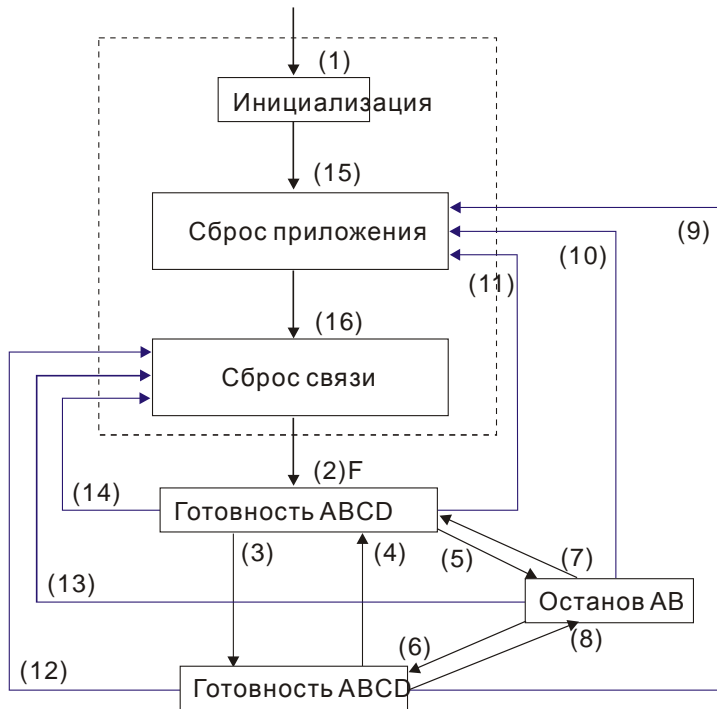 (1)
Инициализация
(15)
Сброс приложения
(9)
(10)
(11)
(16)
Сброс связи
(2)F
(14)
Готовность ABCD
(3)
(4)
(5)
(7)
(13)
Останов AB
(6)
(8)
(12)
Готовность ABCD